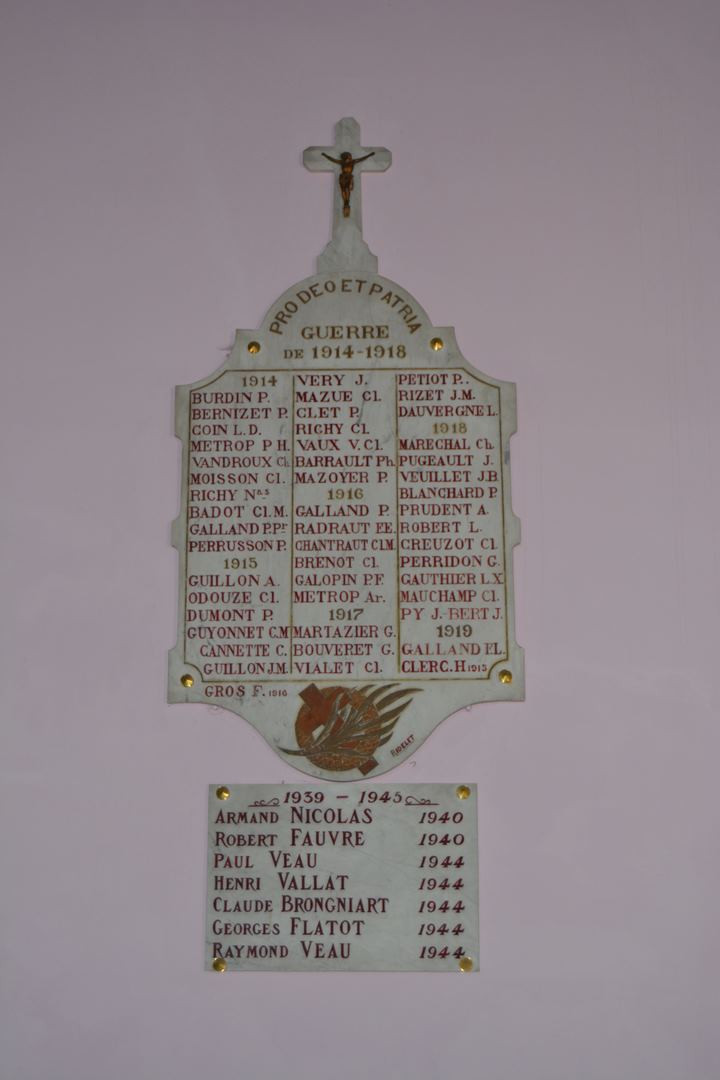 PRO DEO ET PATRIA
GUERRE
DE 1914-1918
1914
BURDIN P.
BERNIZET P.
COIN L.D.
METROP P H.
VANDROUX Ch.
MOISSON Cl.
RICHY Nas
BADOT Cl.M.
GALLAND P.Pr
PERRUSSON P.
1915
GUILLON A.
ODOUZE Cl.
DUMONT P.
GUYONNET C.M
CANNETTE C.
GUILLON J.M.
VERY J.
MAZUE Cl.
CLET P.
RICHY Cl.
VAUX V. Cl.
BARRAULT Ph.
MAZOYER P.
1916
GALLAND P.
RADRAUT F.E.
CHANTRAUT Cl.M.
BRENOT Cl.
GALOPIN P.F.
METROP Ar.
1917
MARTAZIER G.
BOUVERET G.
VIALET Cl.
PETIOT P.
RIZET J.M.
DAUVERGNE L.
1918
MARECHAL Ch.
PUGEAULT J.
VEUILLET J.B
BLANCHARD P.
PRUDENT A.
ROBERT L.
CREUZOT Cl.
PERRIDON G.
GAUTHIER L.X.
MAUCHAMP Cl.
PY J.-BERT J.
1919
GALLAND F.L.
CLERC.H 1915
GROS F. 1916
1939 - 1945
ARMAND NICOLAS 1940
ROBERT FAUVRE 1940
PAUL VEAU 1944
HENRI VALLAT 1944
CLAUDE BRONGNIART 1944
GEORGES FLATOT 1944
RAYMOND VEAU 1944